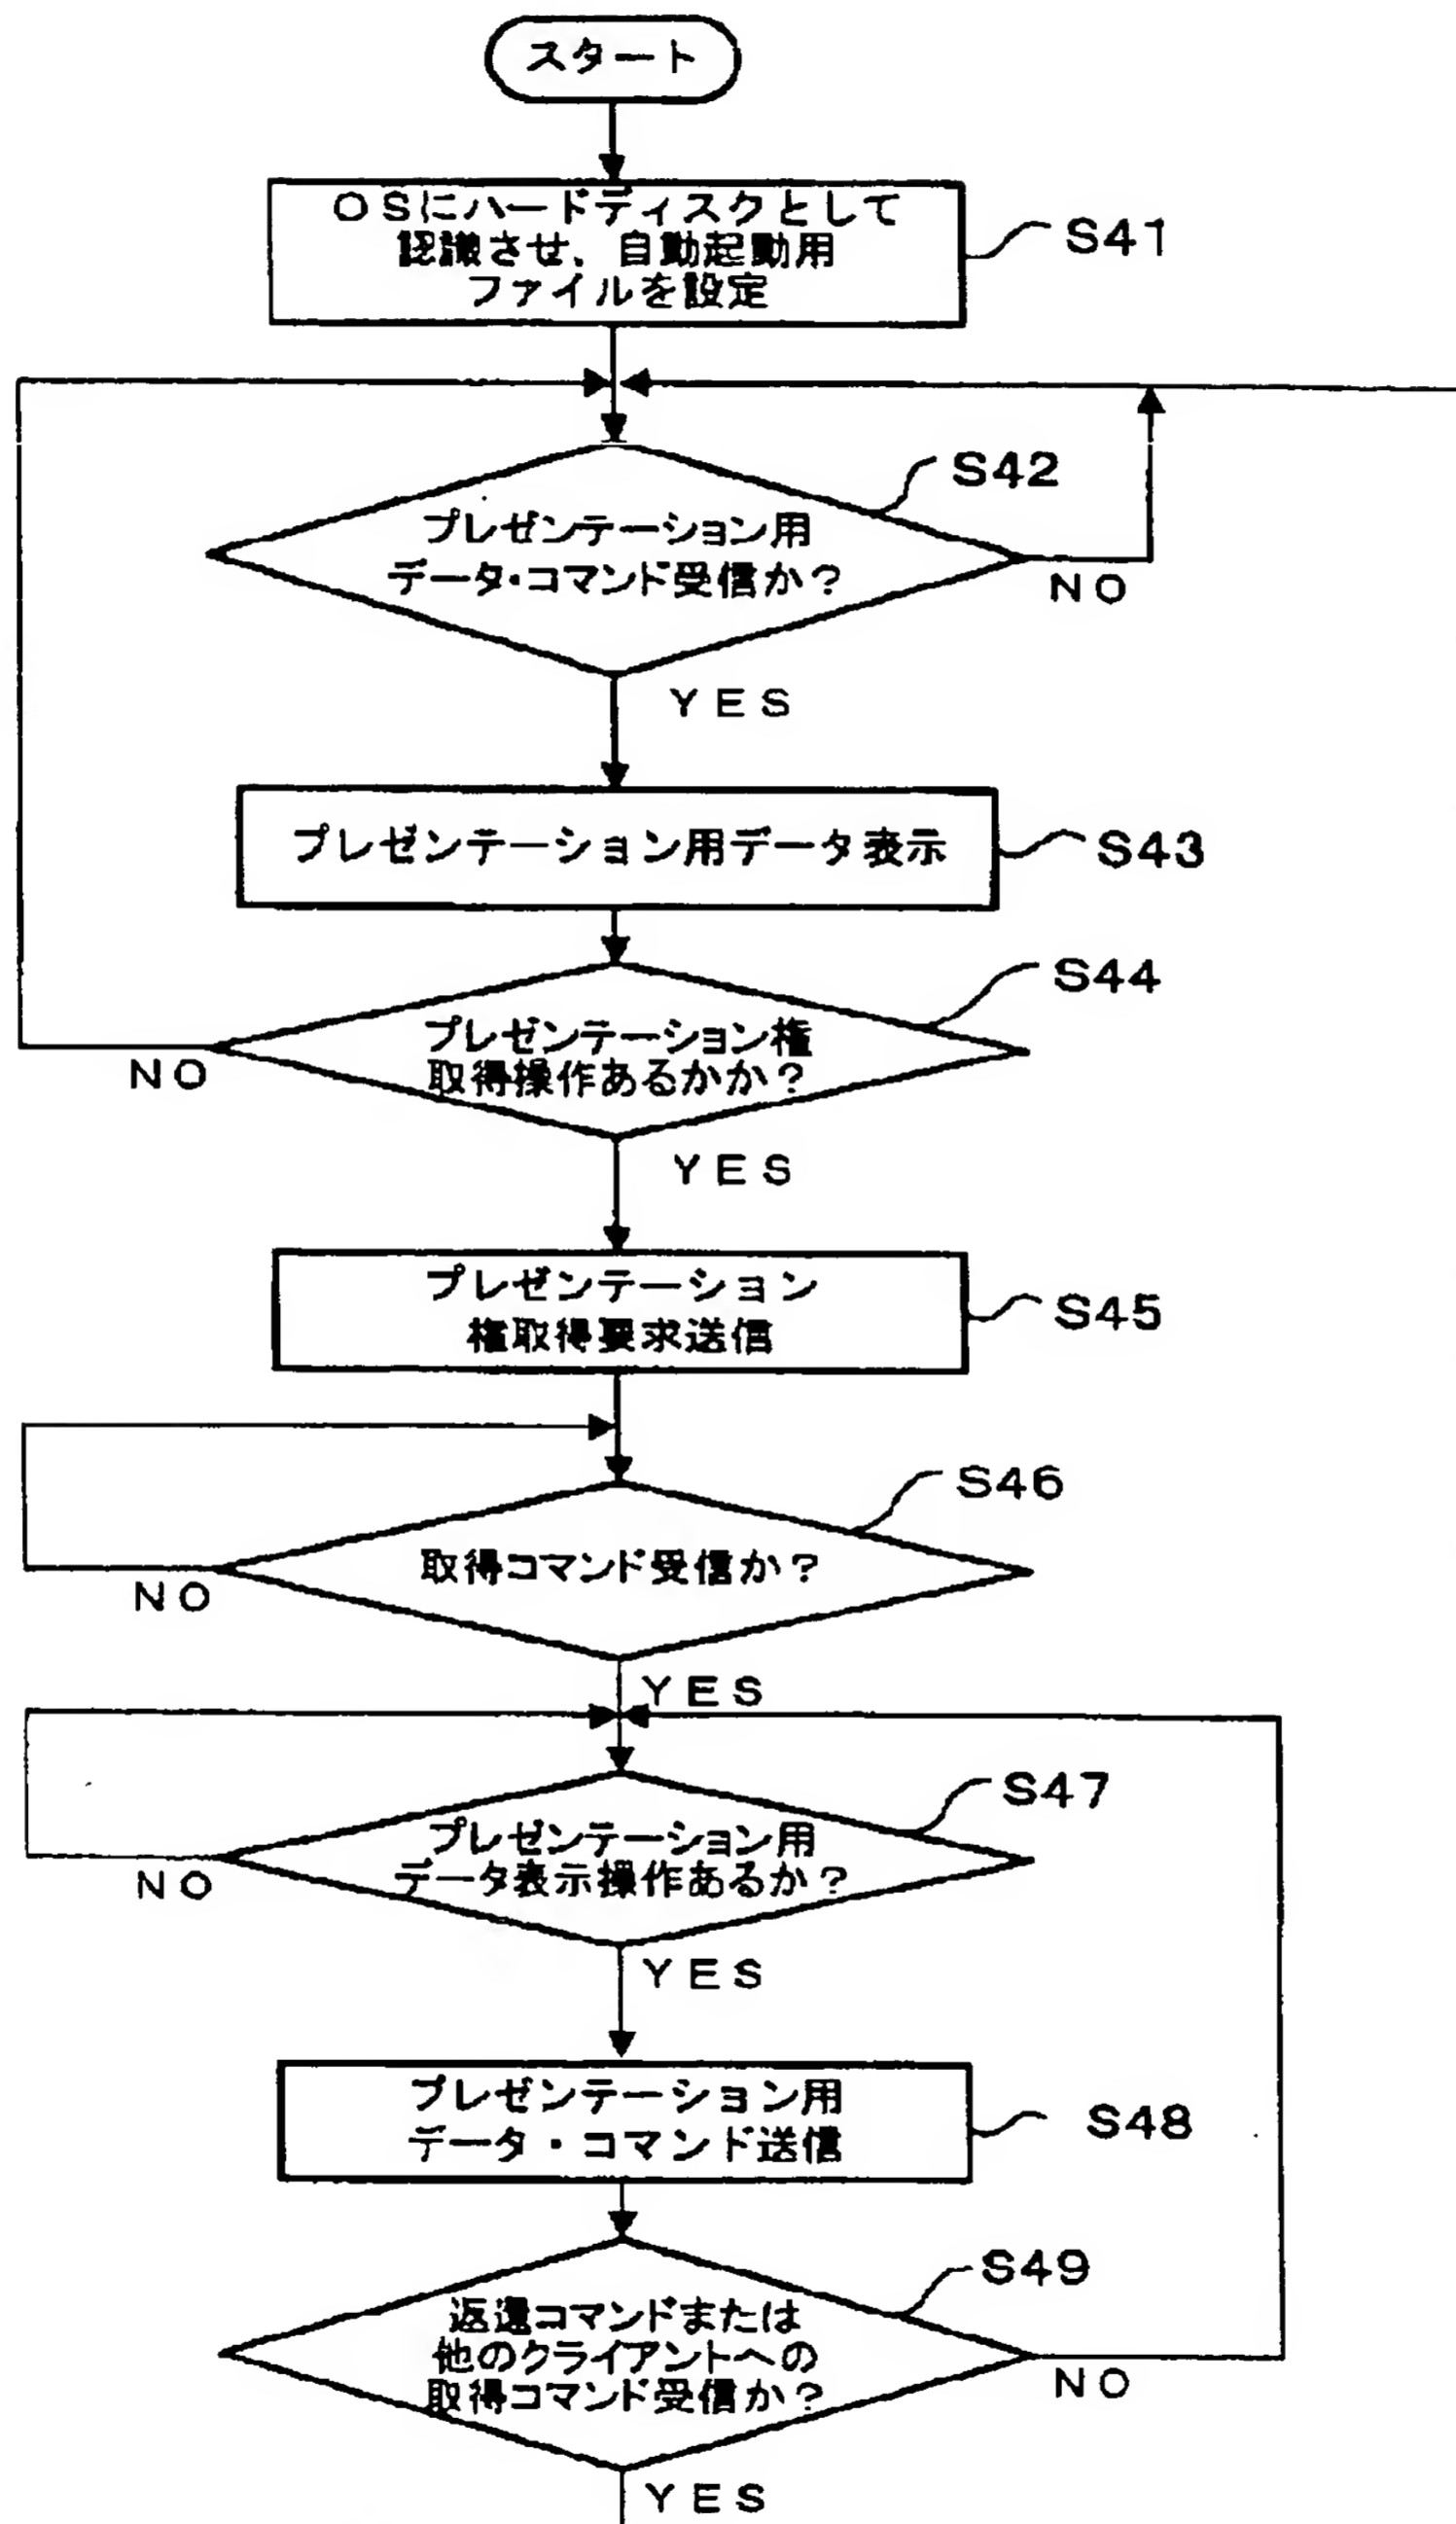 スタート
OSにハードディスクとして
認識させ、自動起動用
ファイルを設定
S41
S42
プレゼンテーション用
データ・コマンド受信か?
NO
YES
プレゼンテーション用データ表示
S43
S44
プレゼンテーション権
取得操作あるかか?
NO
YES
プレゼンテーション
権取得要求送信
S45
S46
取得コマンド受信か?
NO
YES
S47
プレゼンテーション用
データ表示操作あるか?
NO
YES
プレゼンテーション用
データ・コマンド送信
S48
S49
返還コマンドまたは
他のクライアントへの
取得コマンド受信か?
NO
YES